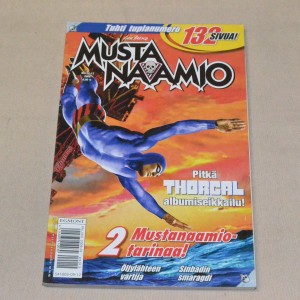 Tuhti tuplanumero
132 SIVUA!
MUSTA
NAAMIO
Pitkä
THORGAL
albumiseikkailu!
2 Mustanaamio-
tarinaa!
Öljylähteen
vartija
Sinbadin
smaragdi